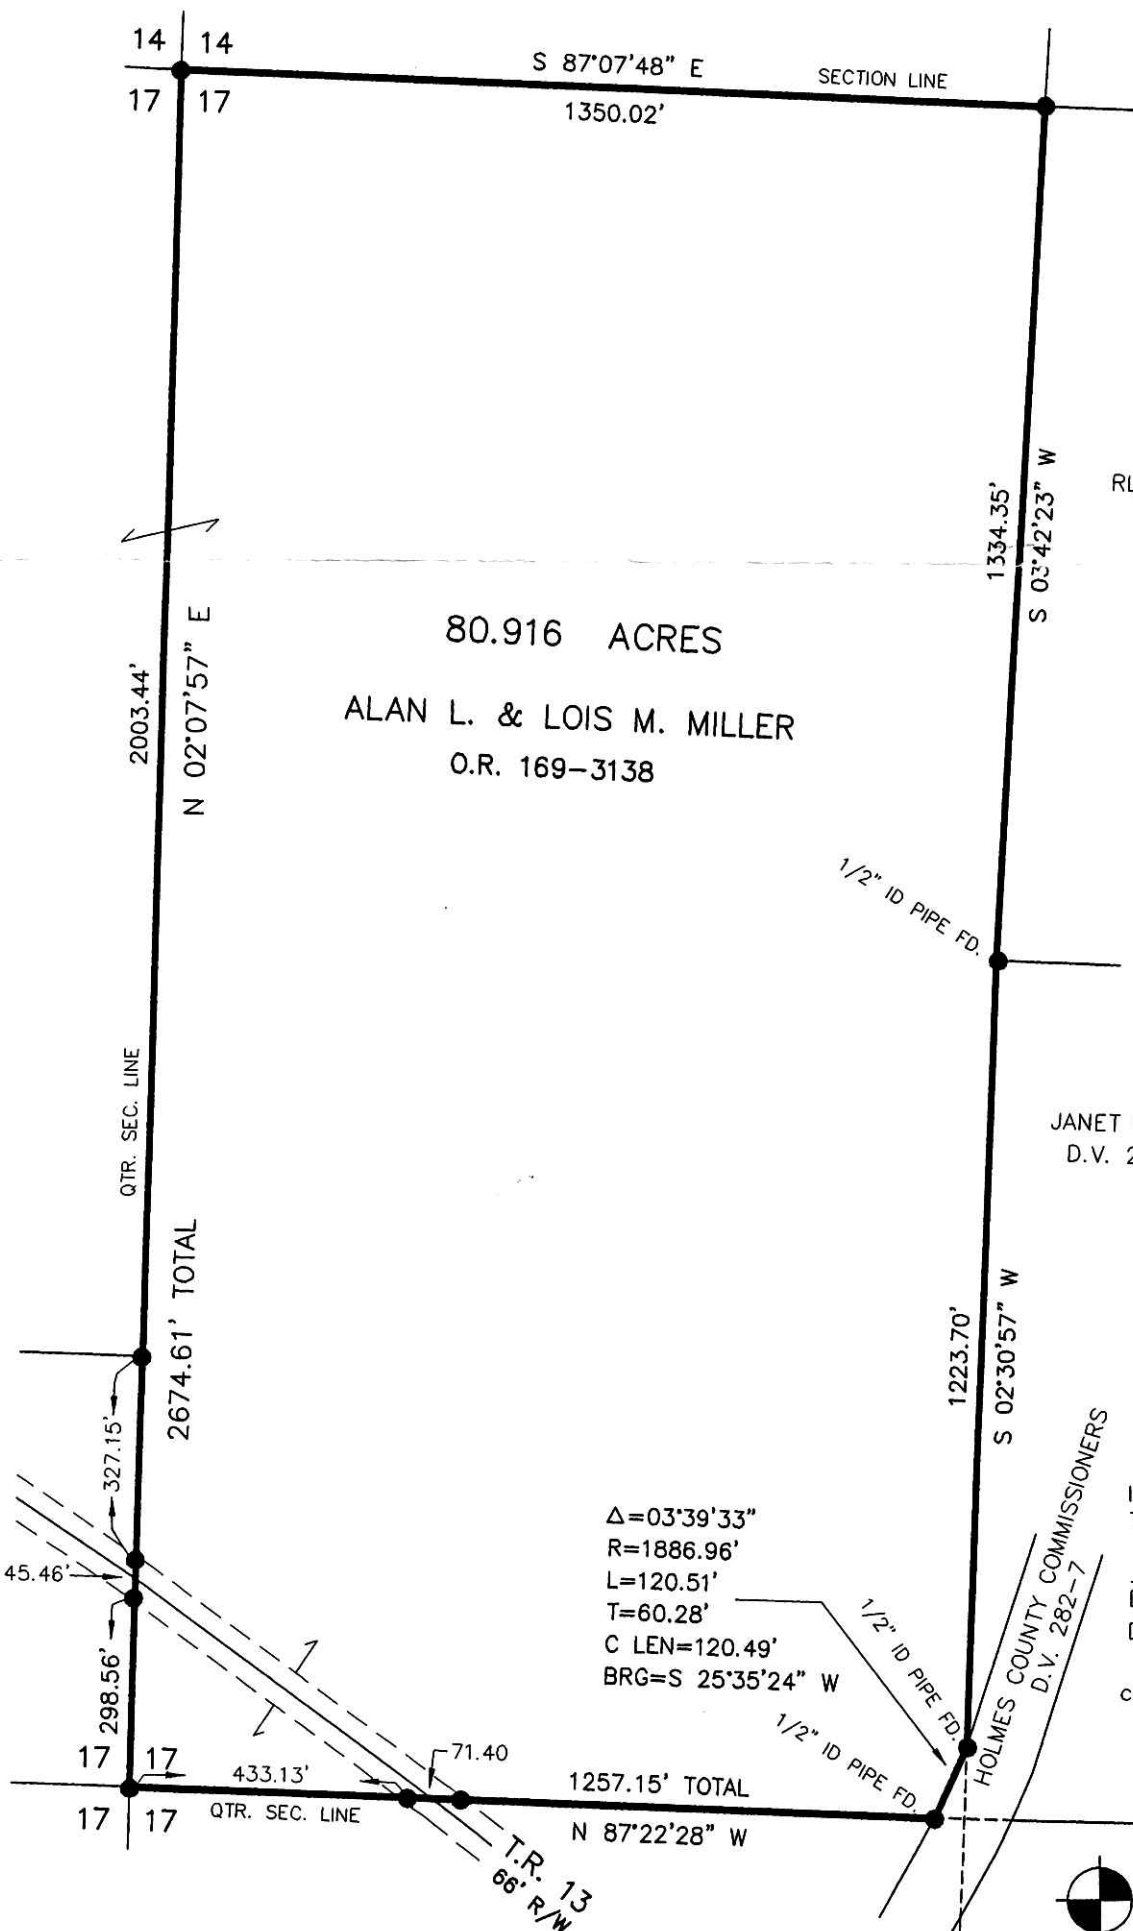 14 14
17 17
S 87°07'48" E
SECTION LINE
1350.02'
1334.35'
S 03°42'23" W
RL
2003.44'
N 02°07'57" E
80.916 ACRES
ALAN L. & LOIS M. MILLER
O.R. 169-3138
1/2" ID PIPE FD.
QTR. SEC. LINE
2674.61' TOTAL
JANET
D.V. 2
1223.70'
S 02°30'57" W
327.15'
45.46'
298.56'
Δ=03°39'33"
R=1886.96'
L=120.51'
T=60.28'
C LEN=120.49'
BRG=S 25°35'24" W
1/2" ID PIPE FD.
1/2" ID PIPE FD.
HOLMES COUNTY COMMISSIONERS
D.V. 282-7
17 17
17 17
433.13'
71.40
QTR. SEC. LINE
1257.15' TOTAL
N 87°22'28" W
T.R. 13
66' R/W